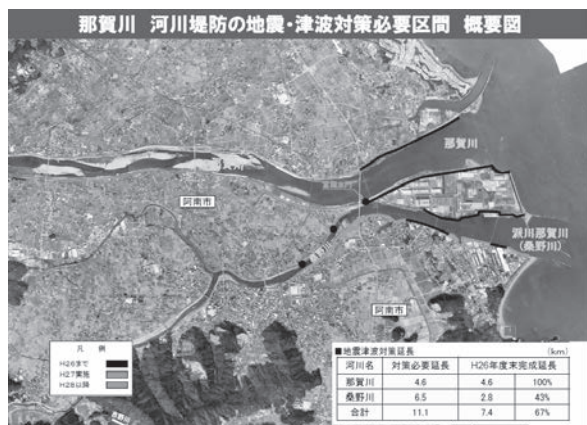 那賀川 河川堤防の地震・津波対策必要区間 概要図
那賀川
阿南市
派川那賀川
(桑野川)
阿南市
凡 例
H26まで
H27実施
H28以降
■地震津波対策延長 (km)
河川名 対策必要延長 H26年度末完成延長
那賀川 4.6 4.6 100%
桑野川 6.5 2.8 43%
合計 11.1 7.4 67%